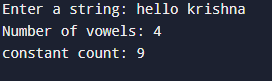 Enter a string: hello krishna
Number of vowels: 4
constant count: 9